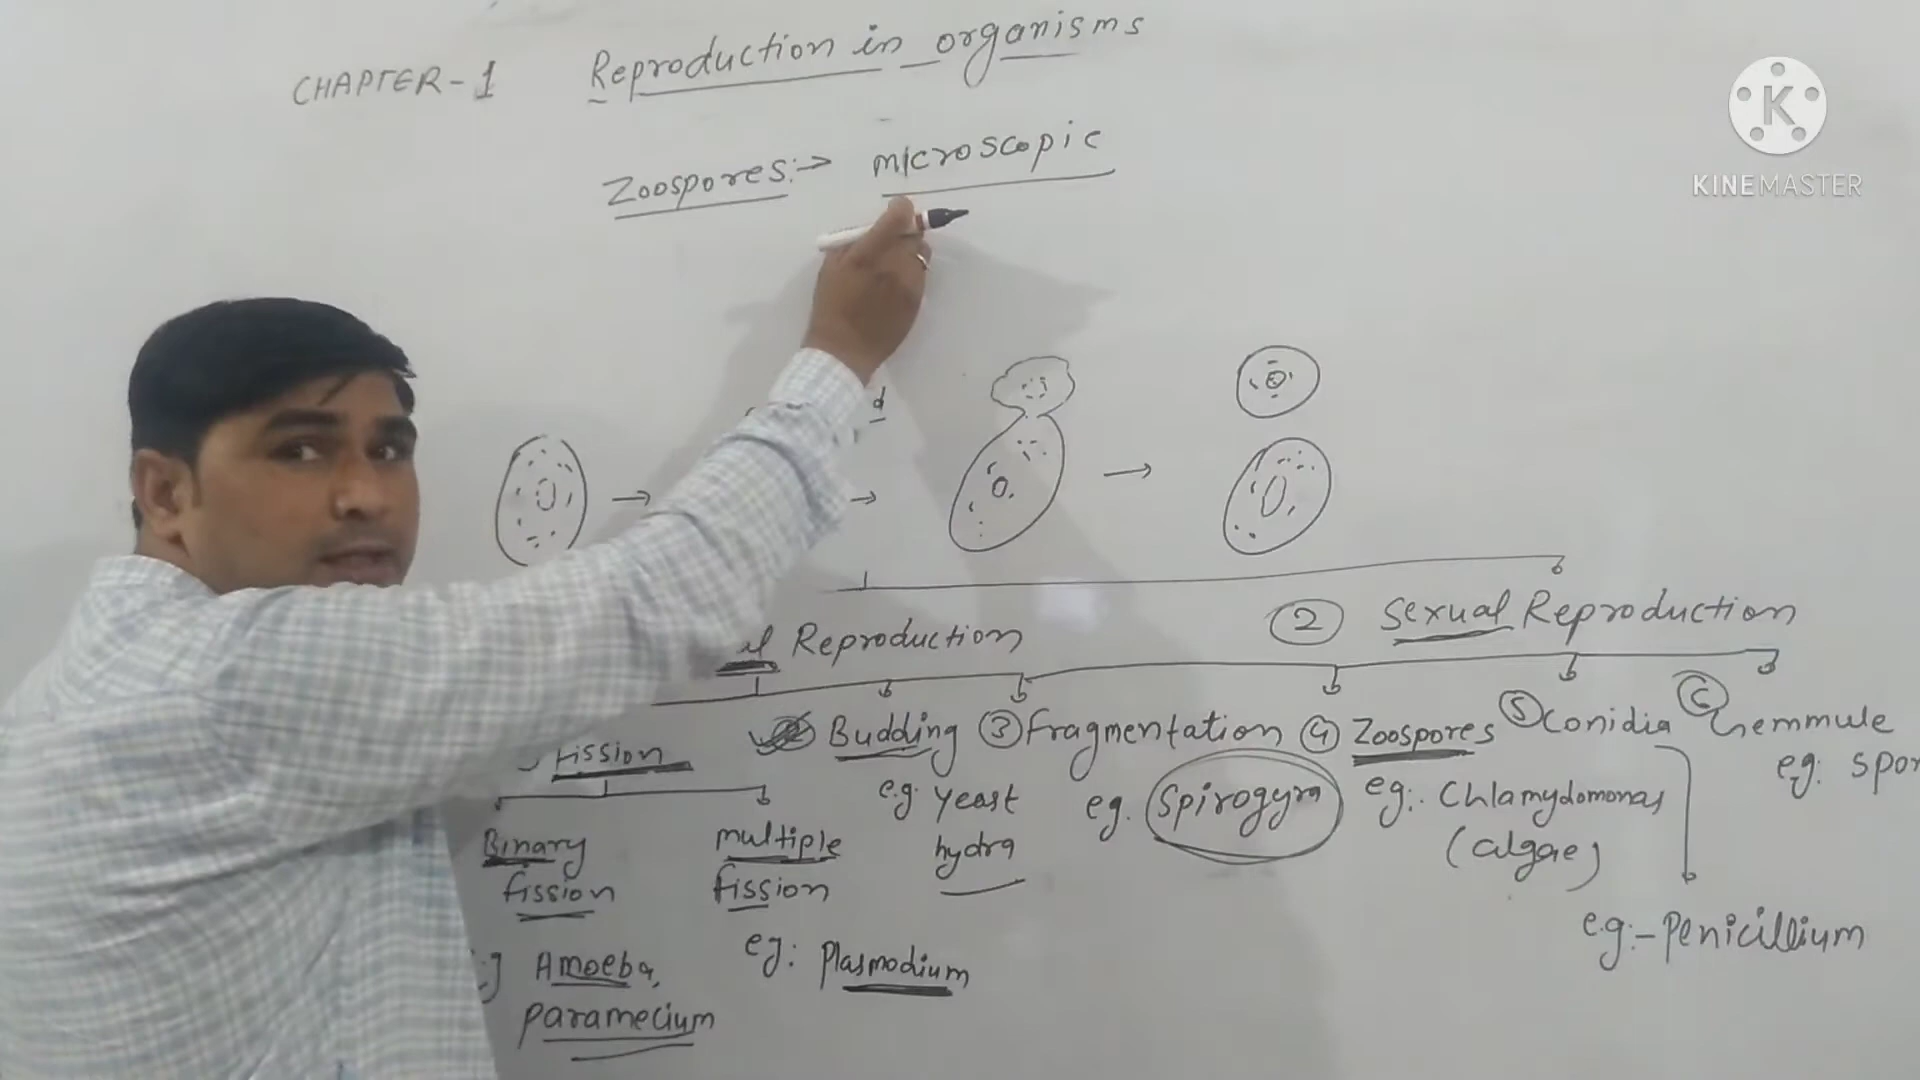 CHAPTER-1 Reproduction in organisms
Zoospores:→ microscopic
K
KINEMASTER
Reproduction
② Sexual Reproduction
Fission
Budding ③ Fragmentation ④ Zoospores ⑤ Conidia ⑥ Gemmule
e.g. Yeast
hydra
eg. Spirogyra
eg:. Chlamydomonas
(algae)
eg: Spon
Binary
fission
multiple
fission
eg:- Penicillium
Amoeba,
Paramecium
eg: Plasmodium